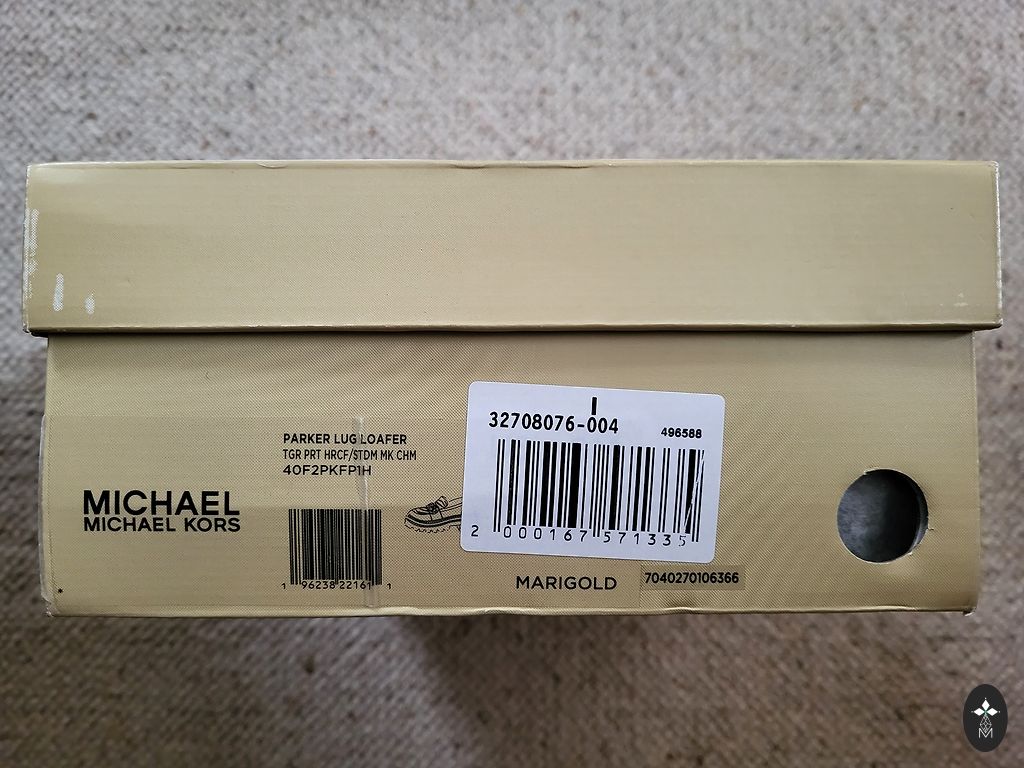 MICHAEL
MICHAEL KORS
PARKER LUG LOAFER
TGR PRT HRCF/STDM MK CHM
40F2PKFP1H
1 96238 22161 1
32708076-004
496588
2 000167 571335
MARIGOLD
7040270106366
M